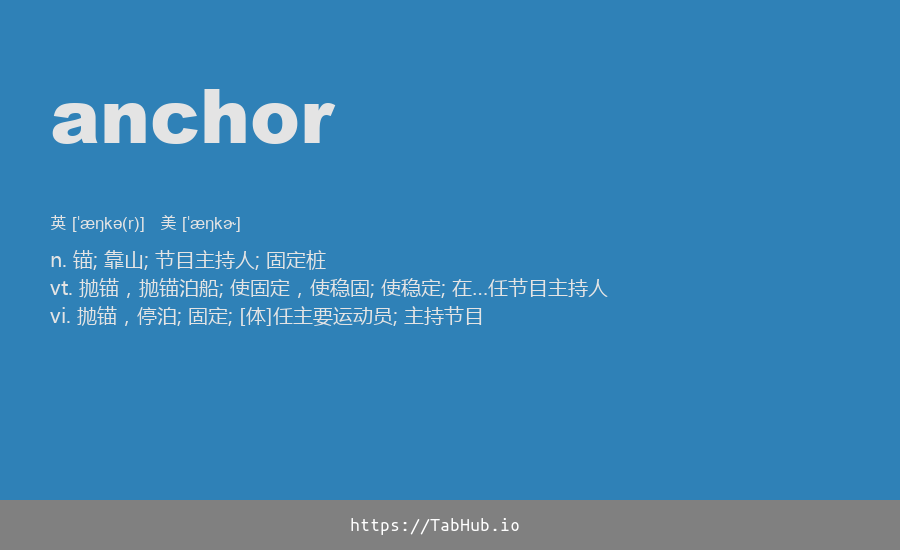 anchor
英 ['æŋkə(r)] 美 ['æŋkɚ]
n. 锚; 靠山; 节目主持人; 固定桩
vt. 抛锚，抛锚泊船; 使固定，使稳固; 使稳定; 在…任节目主持人
vi. 抛锚，停泊; 固定; [体]任主要运动员; 主持节目
https://TabHub.io